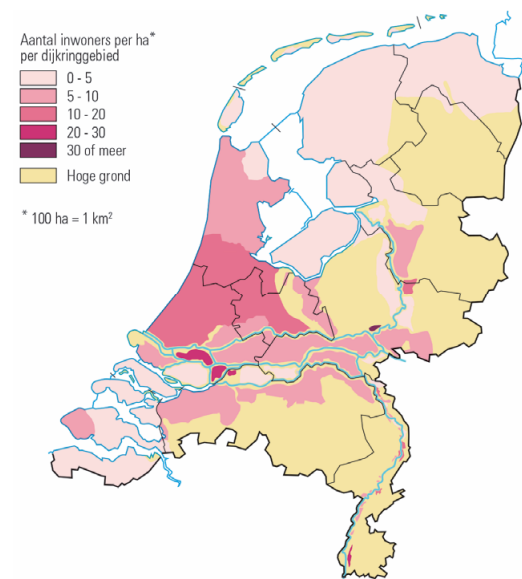 Aantal inwoners per ha*
per dijkringgebied
0 - 5
5 - 10
10 - 20
20 - 30
30 of meer
Hoge grond
* 100 ha = 1 km²